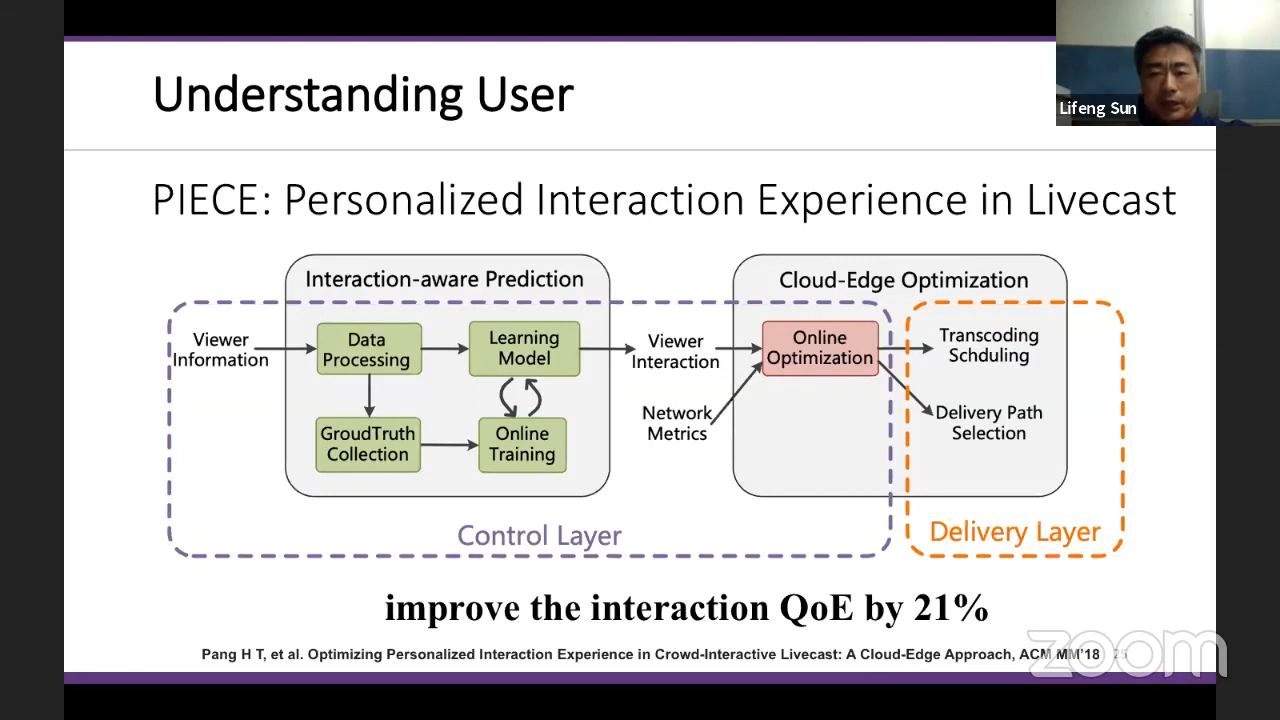 Understanding User
Lifeng Sun
PIECE: Personalized Interaction Experience in Livecast
Interaction-aware Prediction
Cloud-Edge Optimization
Viewer
Information
Data
Processing
Learning
Model
Viewer
Interaction
Online
Optimization
Transcoding
Schduling
GroudTruth
Collection
Online
Training
Network
Metrics
Delivery Path
Selection
Control Layer
Delivery Layer
improve the interaction QoE by 21%
Pang H T, et al. Optimizing Personalized Interaction Experience in Crowd-Interactive Livecast: A Cloud-Edge Approach, ACM MM'18
zoom